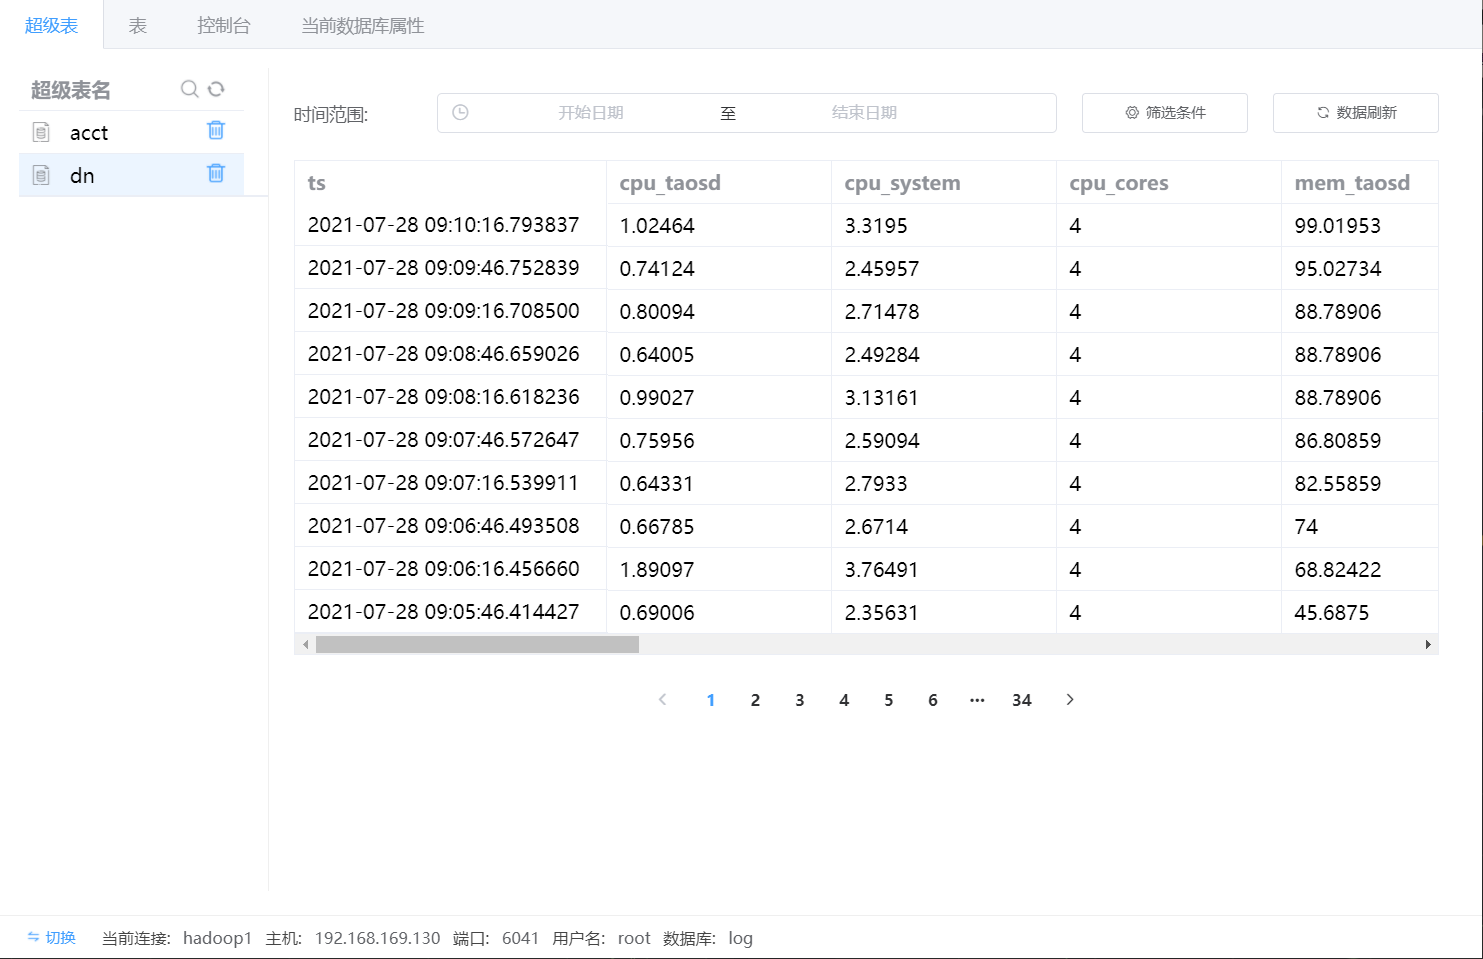 超级表 表 控制台 当前数据库属性
超级表名
acct
dn
时间范围: 开始日期 至 结束日期 筛选条件 数据刷新
ts cpu_taosd cpu_system cpu_cores mem_taosd
2021-07-28 09:10:16.793837 1.02464 3.3195 4 99.01953
2021-07-28 09:09:46.752839 0.74124 2.45957 4 95.02734
2021-07-28 09:09:16.708500 0.80094 2.71478 4 88.78906
2021-07-28 09:08:46.659026 0.64005 2.49284 4 88.78906
2021-07-28 09:08:16.618236 0.99027 3.13161 4 88.78906
2021-07-28 09:07:46.572647 0.75956 2.59094 4 86.80859
2021-07-28 09:07:16.539911 0.64331 2.7933 4 82.55859
2021-07-28 09:06:46.493508 0.66785 2.6714 4 74
2021-07-28 09:06:16.456660 1.89097 3.76491 4 68.82422
2021-07-28 09:05:46.414427 0.69006 2.35631 4 45.6875
1 2 3 4 5 6 ··· 34
切换 当前连接: hadoop1 主机: 192.168.169.130 端口: 6041 用户名: root 数据库: log